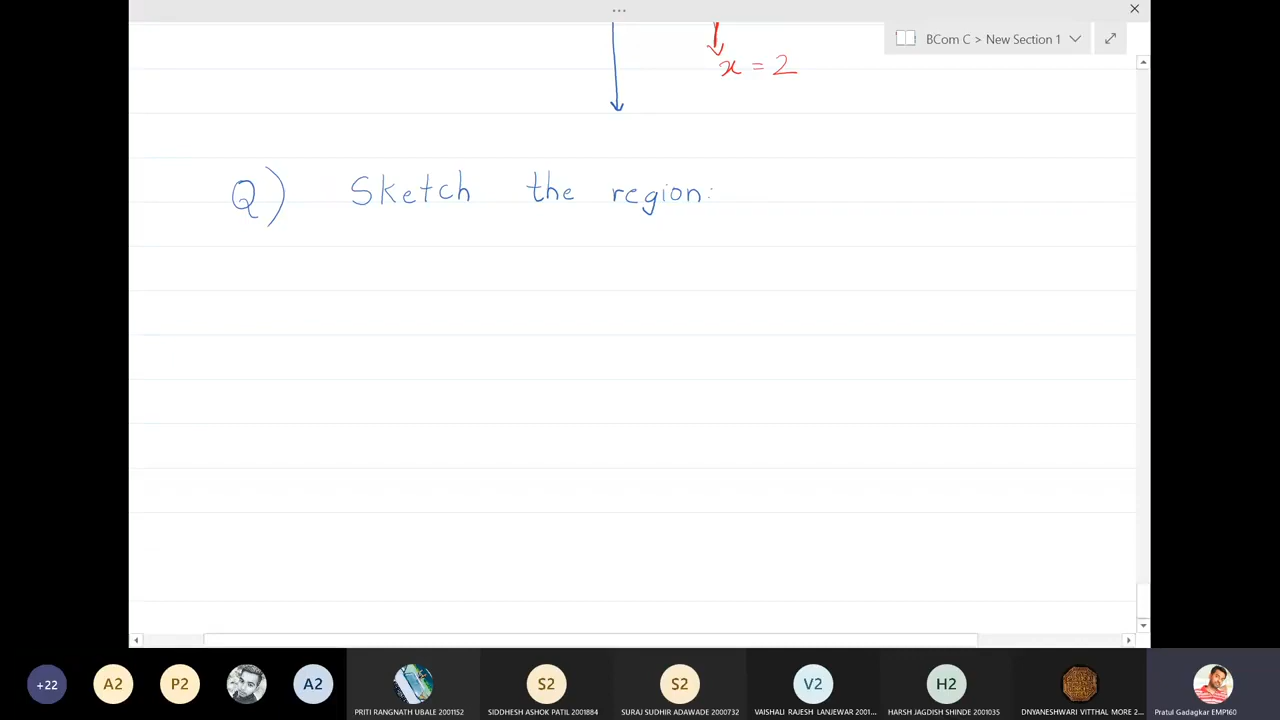 BCom C > New Section 1
x = 2
Q) Sketch the region:
+22
A2
P2
A2
PRITI RANGNATH UBALE 2001152
S2
SIDDHESH ASHOK PATIL 2001884
S2
SURAJ SUDHIR ADAWADE 2000732
V2
VAISHALI RAJESH LANJEWAR 2001...
H2
HARSH JAGDISH SHINDE 2001035
DNYANESHWARI VITTHAL MORE 2...
Pratul Gadagkar EMP160